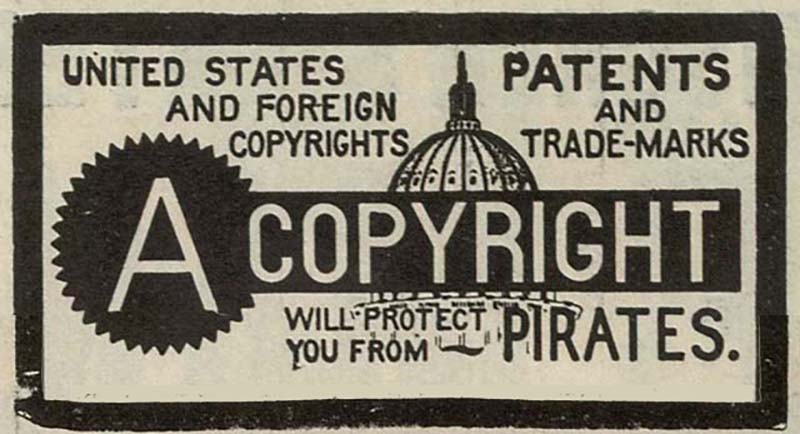 UNITED STATES
AND FOREIGN
COPYRIGHTS
PATENTS
AND
TRADE-MARKS
A COPYRIGHT
WILL PROTECT
YOU FROM
PIRATES.